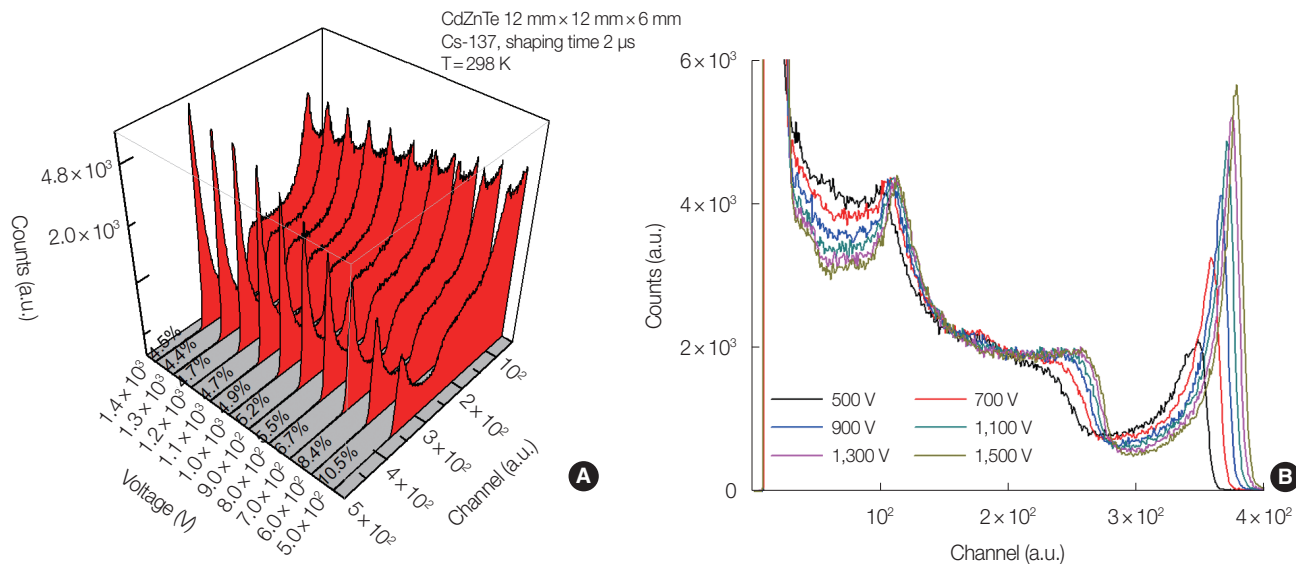 CdZnTe 12 mm × 12 mm × 6 mm
Cs-137, shaping time 2 µs
T = 298 K
4.8 × 10³
2.0 × 10³
Counts (a.u.)
4.5%
4.4%
4.7%
4.7%
4.9%
5.2%
5.5%
6.7%
8.4%
10.5%
1.4 × 10³
1.3 × 10³
1.2 × 10³
1.1 × 10³
1.0 × 10³
9.0 × 10²
8.0 × 10²
7.0 × 10²
6.0 × 10²
5.0 × 10²
Voltage (V)
10²
2 × 10²
3 × 10²
4 × 10²
5 × 10²
Channel (a.u.)
A
6 × 10³
4 × 10³
2 × 10³
0
Counts (a.u.)
500 V
700 V
900 V
1,100 V
1,300 V
1,500 V
10²
2 × 10²
3 × 10²
4 × 10²
Channel (a.u.)
B